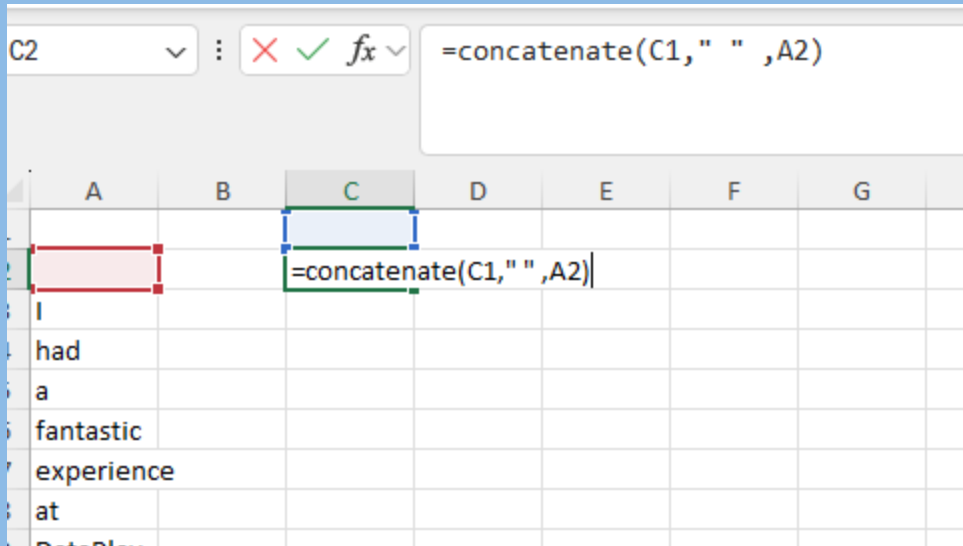 C2 fx =concatenate(C1," " ,A2)
A B C D E F G
=concatenate(C1," " ,A2)
I
had
a
fantastic
experience
at